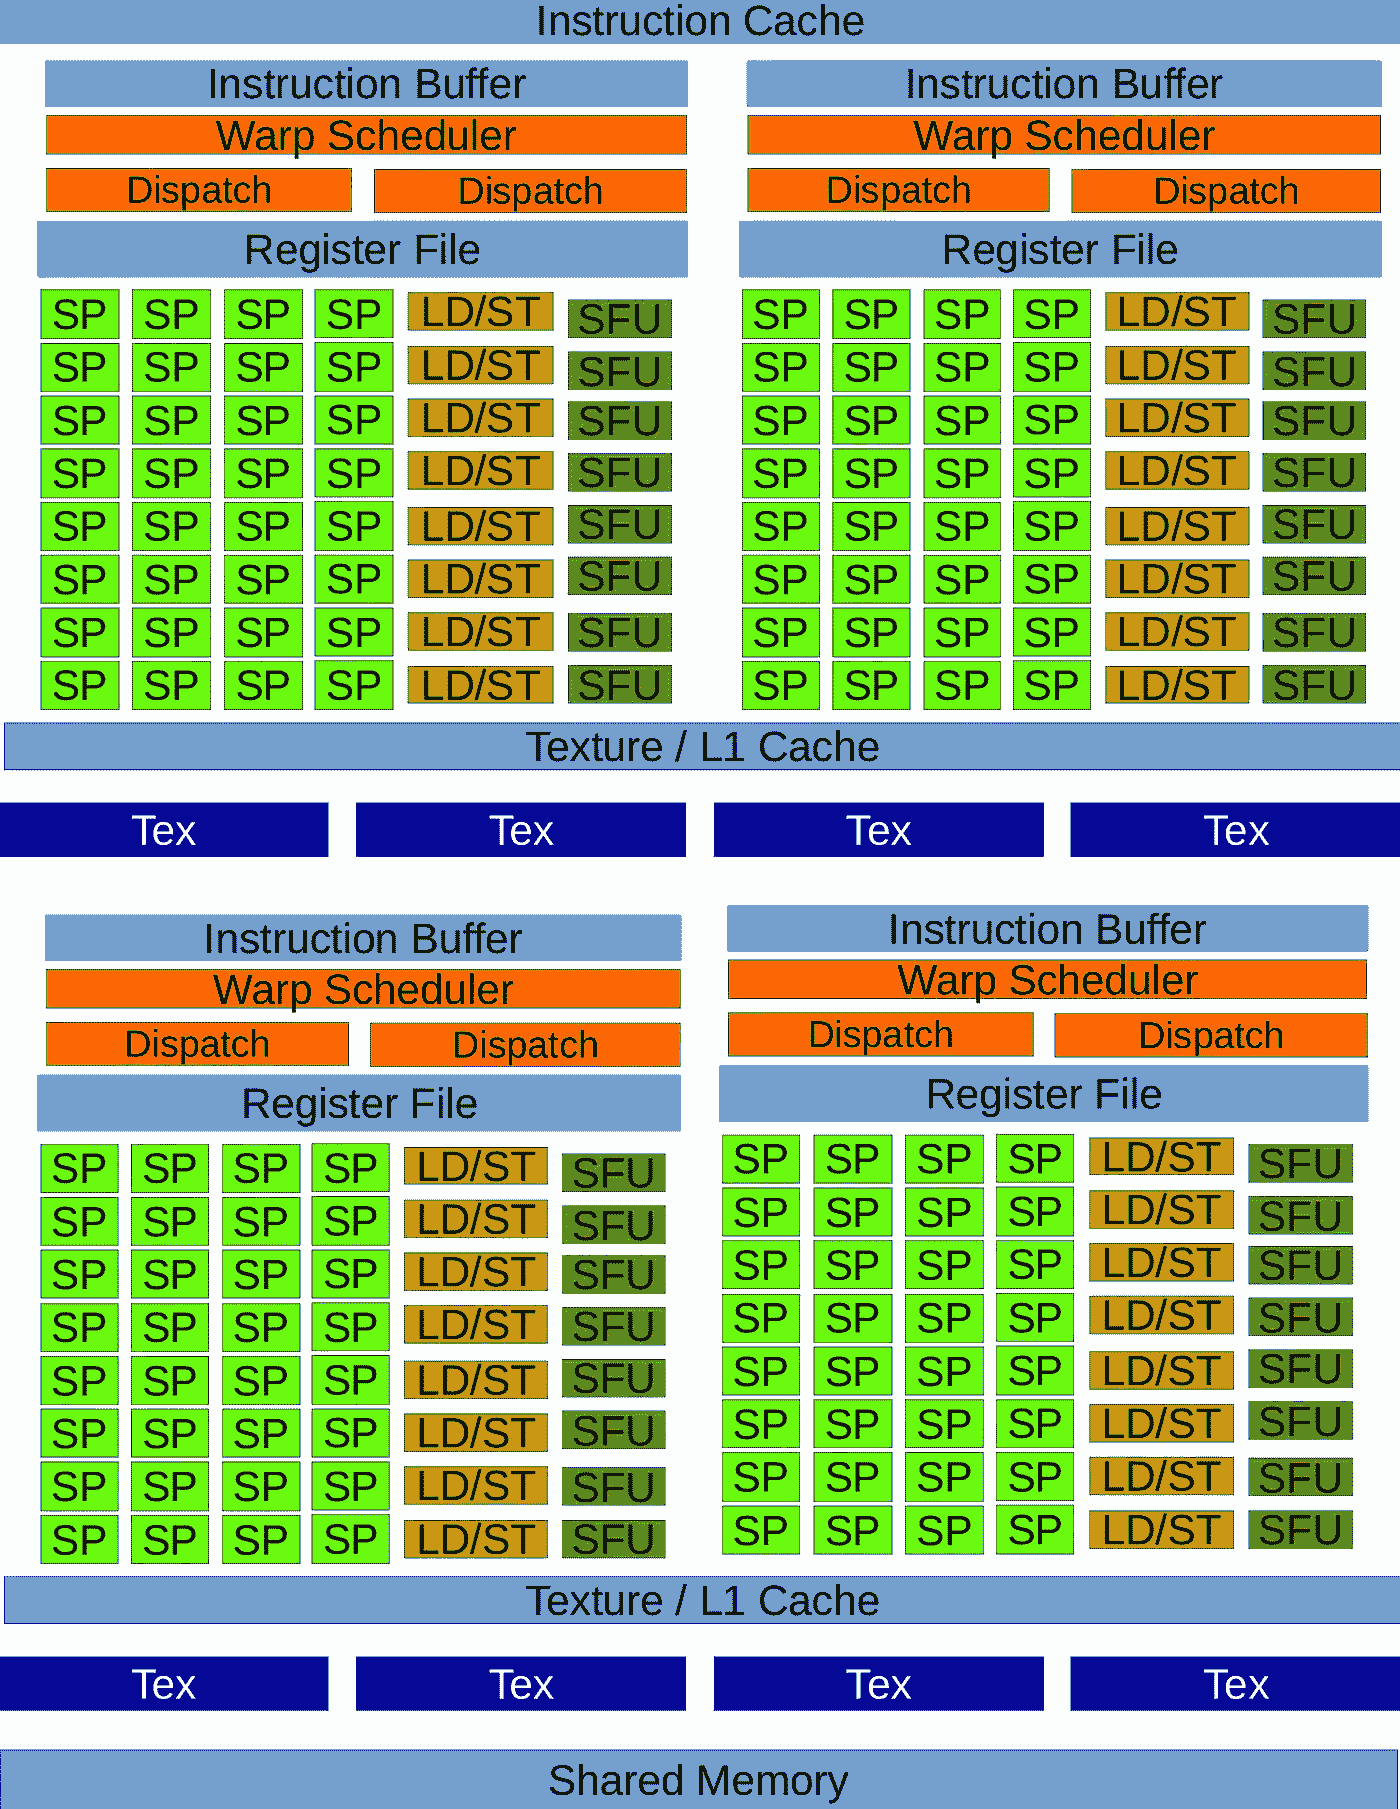 Instruction Cache
Instruction Buffer Instruction Buffer
Warp Scheduler Warp Scheduler
Dispatch Dispatch Dispatch Dispatch
Register File Register File
SP SP SP SP LD/ST SFU SP SP SP SP LD/ST SFU
SP SP SP SP LD/ST SFU SP SP SP SP LD/ST SFU
SP SP SP SP LD/ST SFU SP SP SP SP LD/ST SFU
SP SP SP SP LD/ST SFU SP SP SP SP LD/ST SFU
SP SP SP SP LD/ST SFU SP SP SP SP LD/ST SFU
SP SP SP SP LD/ST SFU SP SP SP SP LD/ST SFU
SP SP SP SP LD/ST SFU SP SP SP SP LD/ST SFU
SP SP SP SP LD/ST SFU SP SP SP SP LD/ST SFU
Texture / L1 Cache
Tex Tex Tex Tex
Instruction Buffer Instruction Buffer
Warp Scheduler Warp Scheduler
Dispatch Dispatch Dispatch Dispatch
Register File Register File
SP SP SP SP LD/ST SFU SP SP SP SP LD/ST SFU
SP SP SP SP LD/ST SFU SP SP SP SP LD/ST SFU
SP SP SP SP LD/ST SFU SP SP SP SP LD/ST SFU
SP SP SP SP LD/ST SFU SP SP SP SP LD/ST SFU
SP SP SP SP LD/ST SFU SP SP SP SP LD/ST SFU
SP SP SP SP LD/ST SFU SP SP SP SP LD/ST SFU
SP SP SP SP LD/ST SFU SP SP SP SP LD/ST SFU
SP SP SP SP LD/ST SFU SP SP SP SP LD/ST SFU
Texture / L1 Cache
Tex Tex Tex Tex
Shared Memory